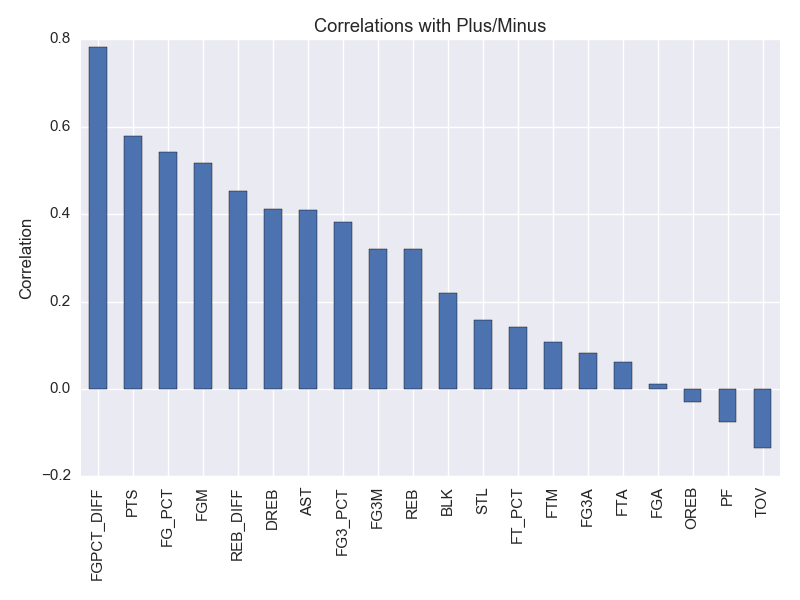 Correlations with Plus/Minus
0.8
0.6
0.4
0.2
0.0
−0.2
Correlation
FGPCT_DIFF
PTS
FG_PCT
FGM
REB_DIFF
DREB
AST
FG3_PCT
FG3M
REB
BLK
STL
FT_PCT
FTM
FG3A
FTA
FGA
OREB
PF
TOV